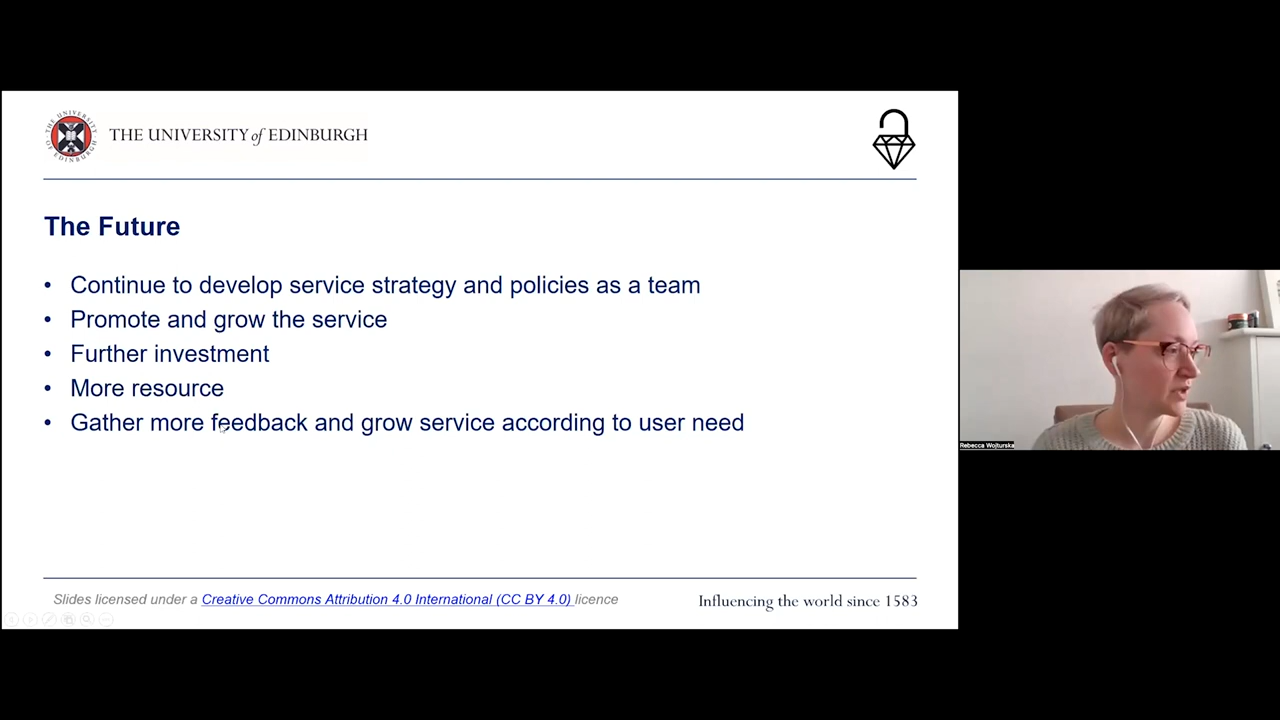 THE UNIVERSITY of EDINBURGH
The Future
• Continue to develop service strategy and policies as a team
• Promote and grow the service
• Further investment
• More resource
• Gather more feedback and grow service according to user need
Slides licensed under a Creative Commons Attribution 4.0 International (CC BY 4.0) licence
Influencing the world since 1583
Rebecca Wojturska